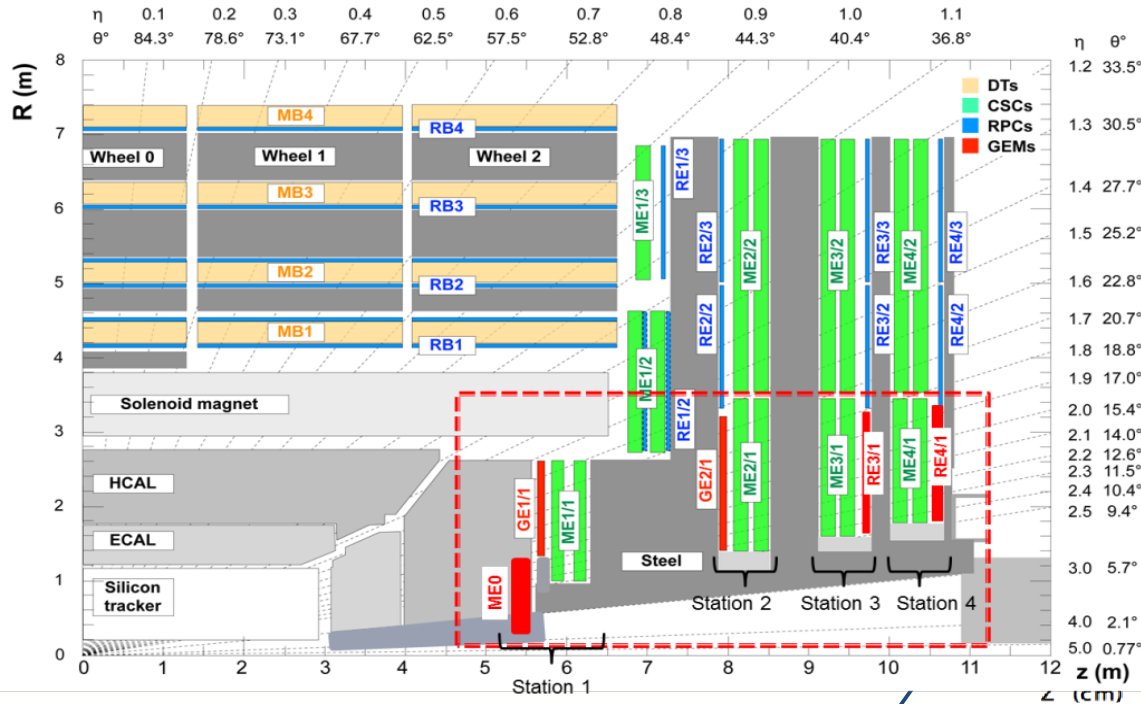 η 0.1 0.2 0.3 0.4 0.5 0.6 0.7 0.8 0.9 1.0 1.1
θ° 84.3° 78.6° 73.1° 67.7° 62.5° 57.5° 52.8° 48.4° 44.3° 40.4° 36.8°
η θ°
1.2 33.5°
1.3 30.5°
1.4 27.7°
1.5 25.2°
1.6 22.8°
1.7 20.7°
1.8 18.8°
1.9 17.0°
2.0 15.4°
2.1 14.0°
2.2 12.6°
2.3 11.5°
2.4 10.4°
2.5 9.4°
3.0 5.7°
4.0 2.1°
5.0 0.77°
R (m)
8
7
6
5
4
3
2
1
0
DTs
CSCs
RPCs
GEMs
MB4
RB4
Wheel 0
Wheel 1
Wheel 2
MB3
RB3
MB2
RB2
MB1
RB1
Solenoid magnet
HCAL
ECAL
Silicon
tracker
Steel
ME0
GE1/1
ME1/1
ME1/2
ME1/3
RE1/3
RE1/2
RE2/3
RE2/2
GE2/1
ME2/2
ME2/1
ME3/2
ME3/1
RE3/3
RE3/2
RE3/1
ME4/2
ME4/1
RE4/3
RE4/2
RE4/1
Station 1
Station 2
Station 3
Station 4
0 1 2 3 4 5 6 7 8 9 10 11 12
z (m)
z (cm)